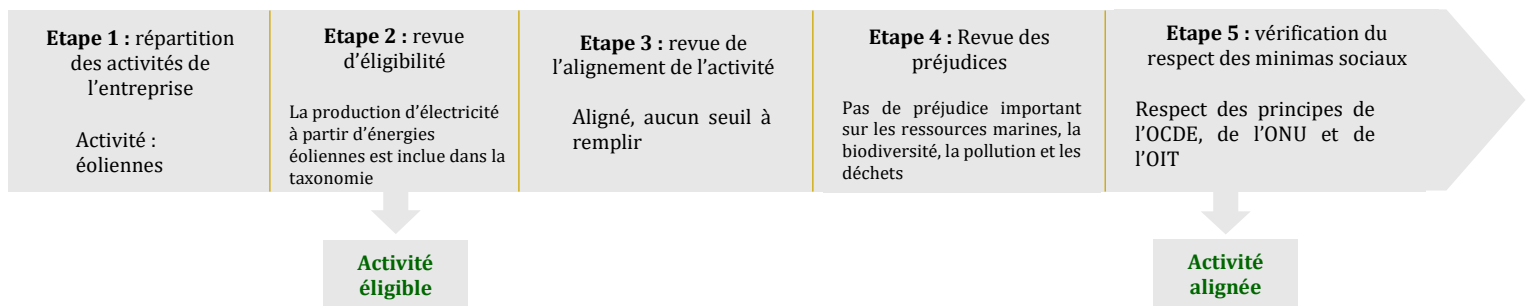 Etape 1 : répartition
des activités de
l'entreprise
Activité :
éoliennes
Etape 2 : revue
d'éligibilité
La production d'électricité
à partir d'énergies
éoliennes est inclue dans la
taxonomie
Etape 3 : revue de
l'alignement de l'activité
Aligné, aucun seuil à
remplir
Etape 4 : Revue des
préjudices
Pas de préjudice important
sur les ressources marines, la
biodiversité, la pollution et les
déchets
Etape 5 : vérification du
respect des minimas sociaux
Respect des principes de
l'OCDE, de l'ONU et de
l'OIT
Activité
éligible
Activité
alignée